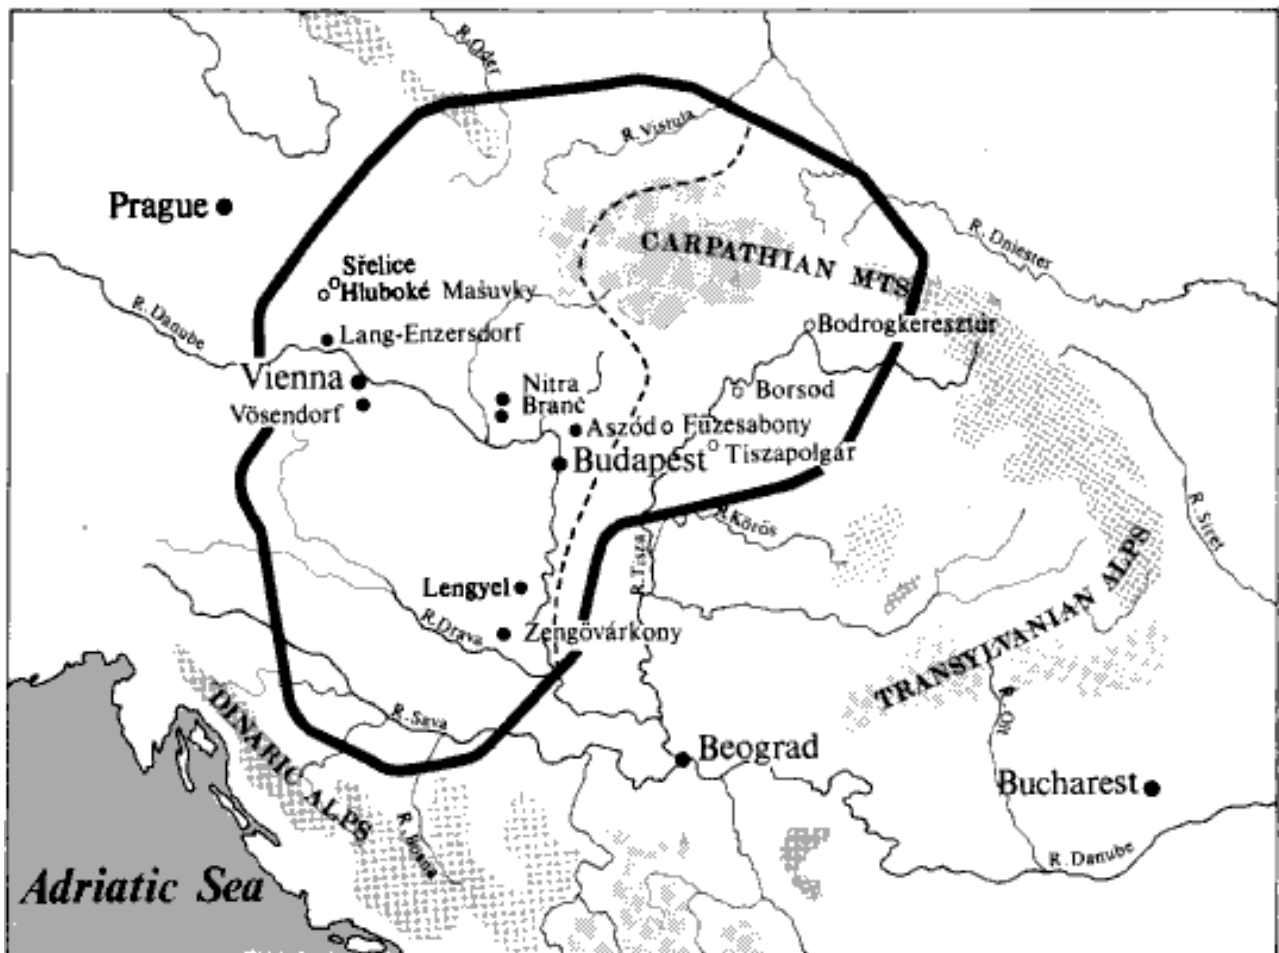 R. Oder
R. Vistula
Prague
CARPATHIAN MTS
R. Dniester
Sřelice
Hluboké Mašuvky
R. Danube
Lang-Enzersdorf
Bodrogkeresztúr
Vienna
Nitra
Borsod
Vösendorf
Branč
Aszód
Füzesabony
Budapest
Tiszapolgár
R. Körös
R. Siret
R. Tisza
Lengyel
R. Drava
Zengövárkony
TRANSYLVANIAN ALPS
DINARIC ALPS
R. Sava
R. Olt
Beograd
Bucharest
R. Bosna
R. Danube
Adriatic Sea